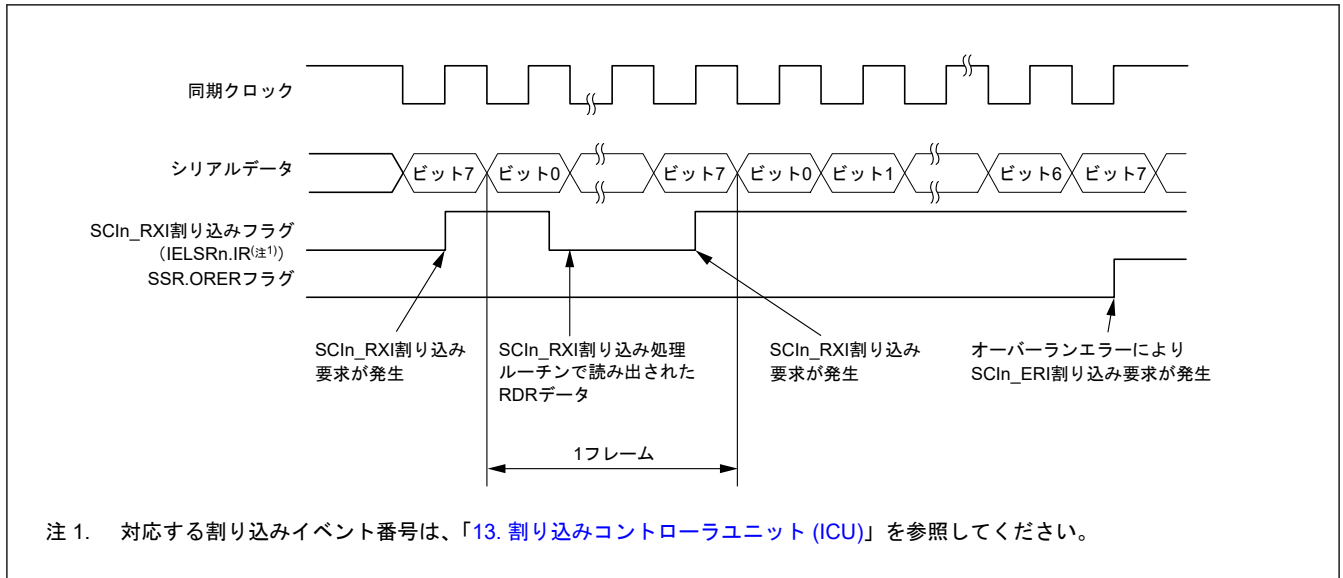 同期クロック
シリアルデータ
ビット7
ビット0
ビット7
ビット0
ビット1
ビット6
ビット7
SCIn_RXI割り込みフラグ
（IELSRn.IR(注1)）
SSR.ORERフラグ
SCIn_RXI割り込み
要求が発生
SCIn_RXI割り込み処理
ルーチンで読み出された
RDRデータ
SCIn_RXI割り込み
要求が発生
オーバーランエラーにより
SCIn_ERI割り込み要求が発生
1フレーム
注 1. 対応する割り込みイベント番号は、「13. 割り込みコントローラユニット (ICU)」を参照してください。